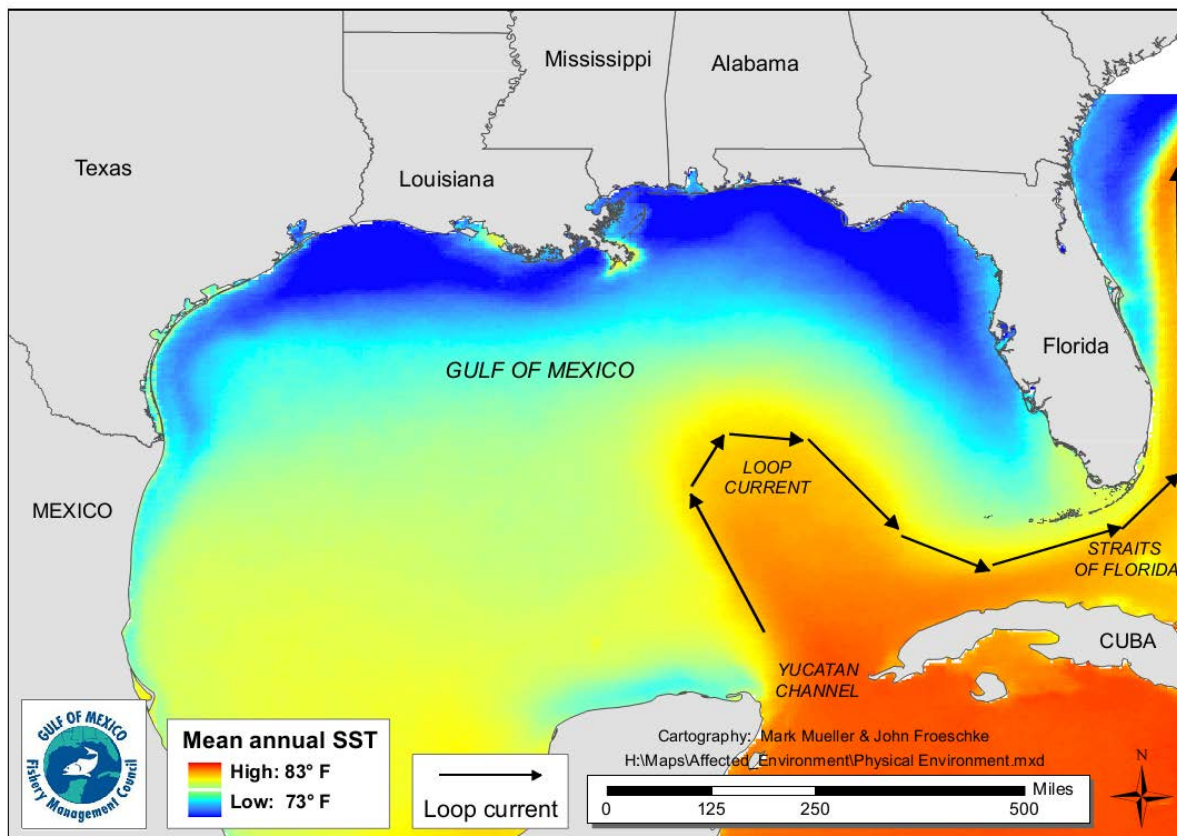 Mississippi
Alabama
Texas
Louisiana
GULF OF MEXICO
Florida
LOOP
CURRENT
MEXICO
STRAITS
OF FLORIDA
CUBA
YUCATAN
CHANNEL
GULF OF MEXICO
Fishery Management Council
Mean annual SST
High: 83° F
Low: 73° F
Loop current
Cartography: Mark Mueller & John Froeschke
H:\Maps\Affected_Environment\Physical Environment.mxd
Miles
0 125 250 500
N